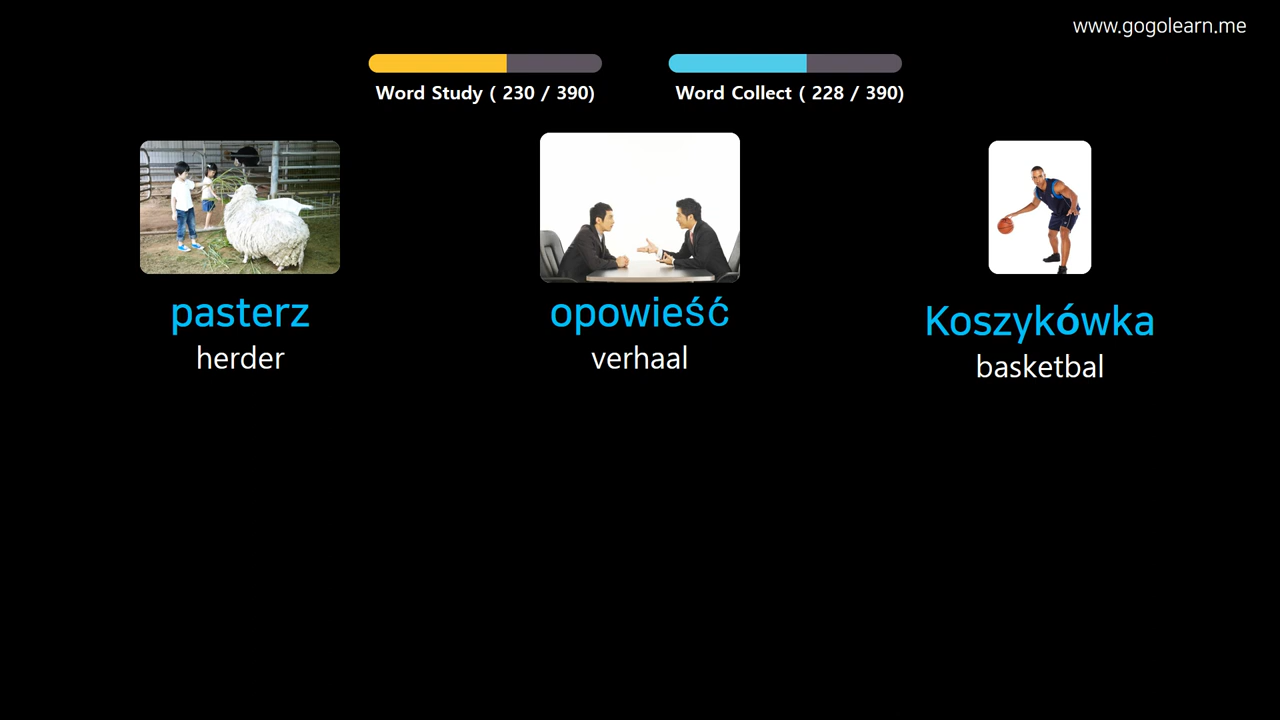 www.gogolearn.me
Word Study ( 230 / 390)
Word Collect ( 228 / 390)
pasterz
herder
opowieść
verhaal
Koszykówka
basketbal